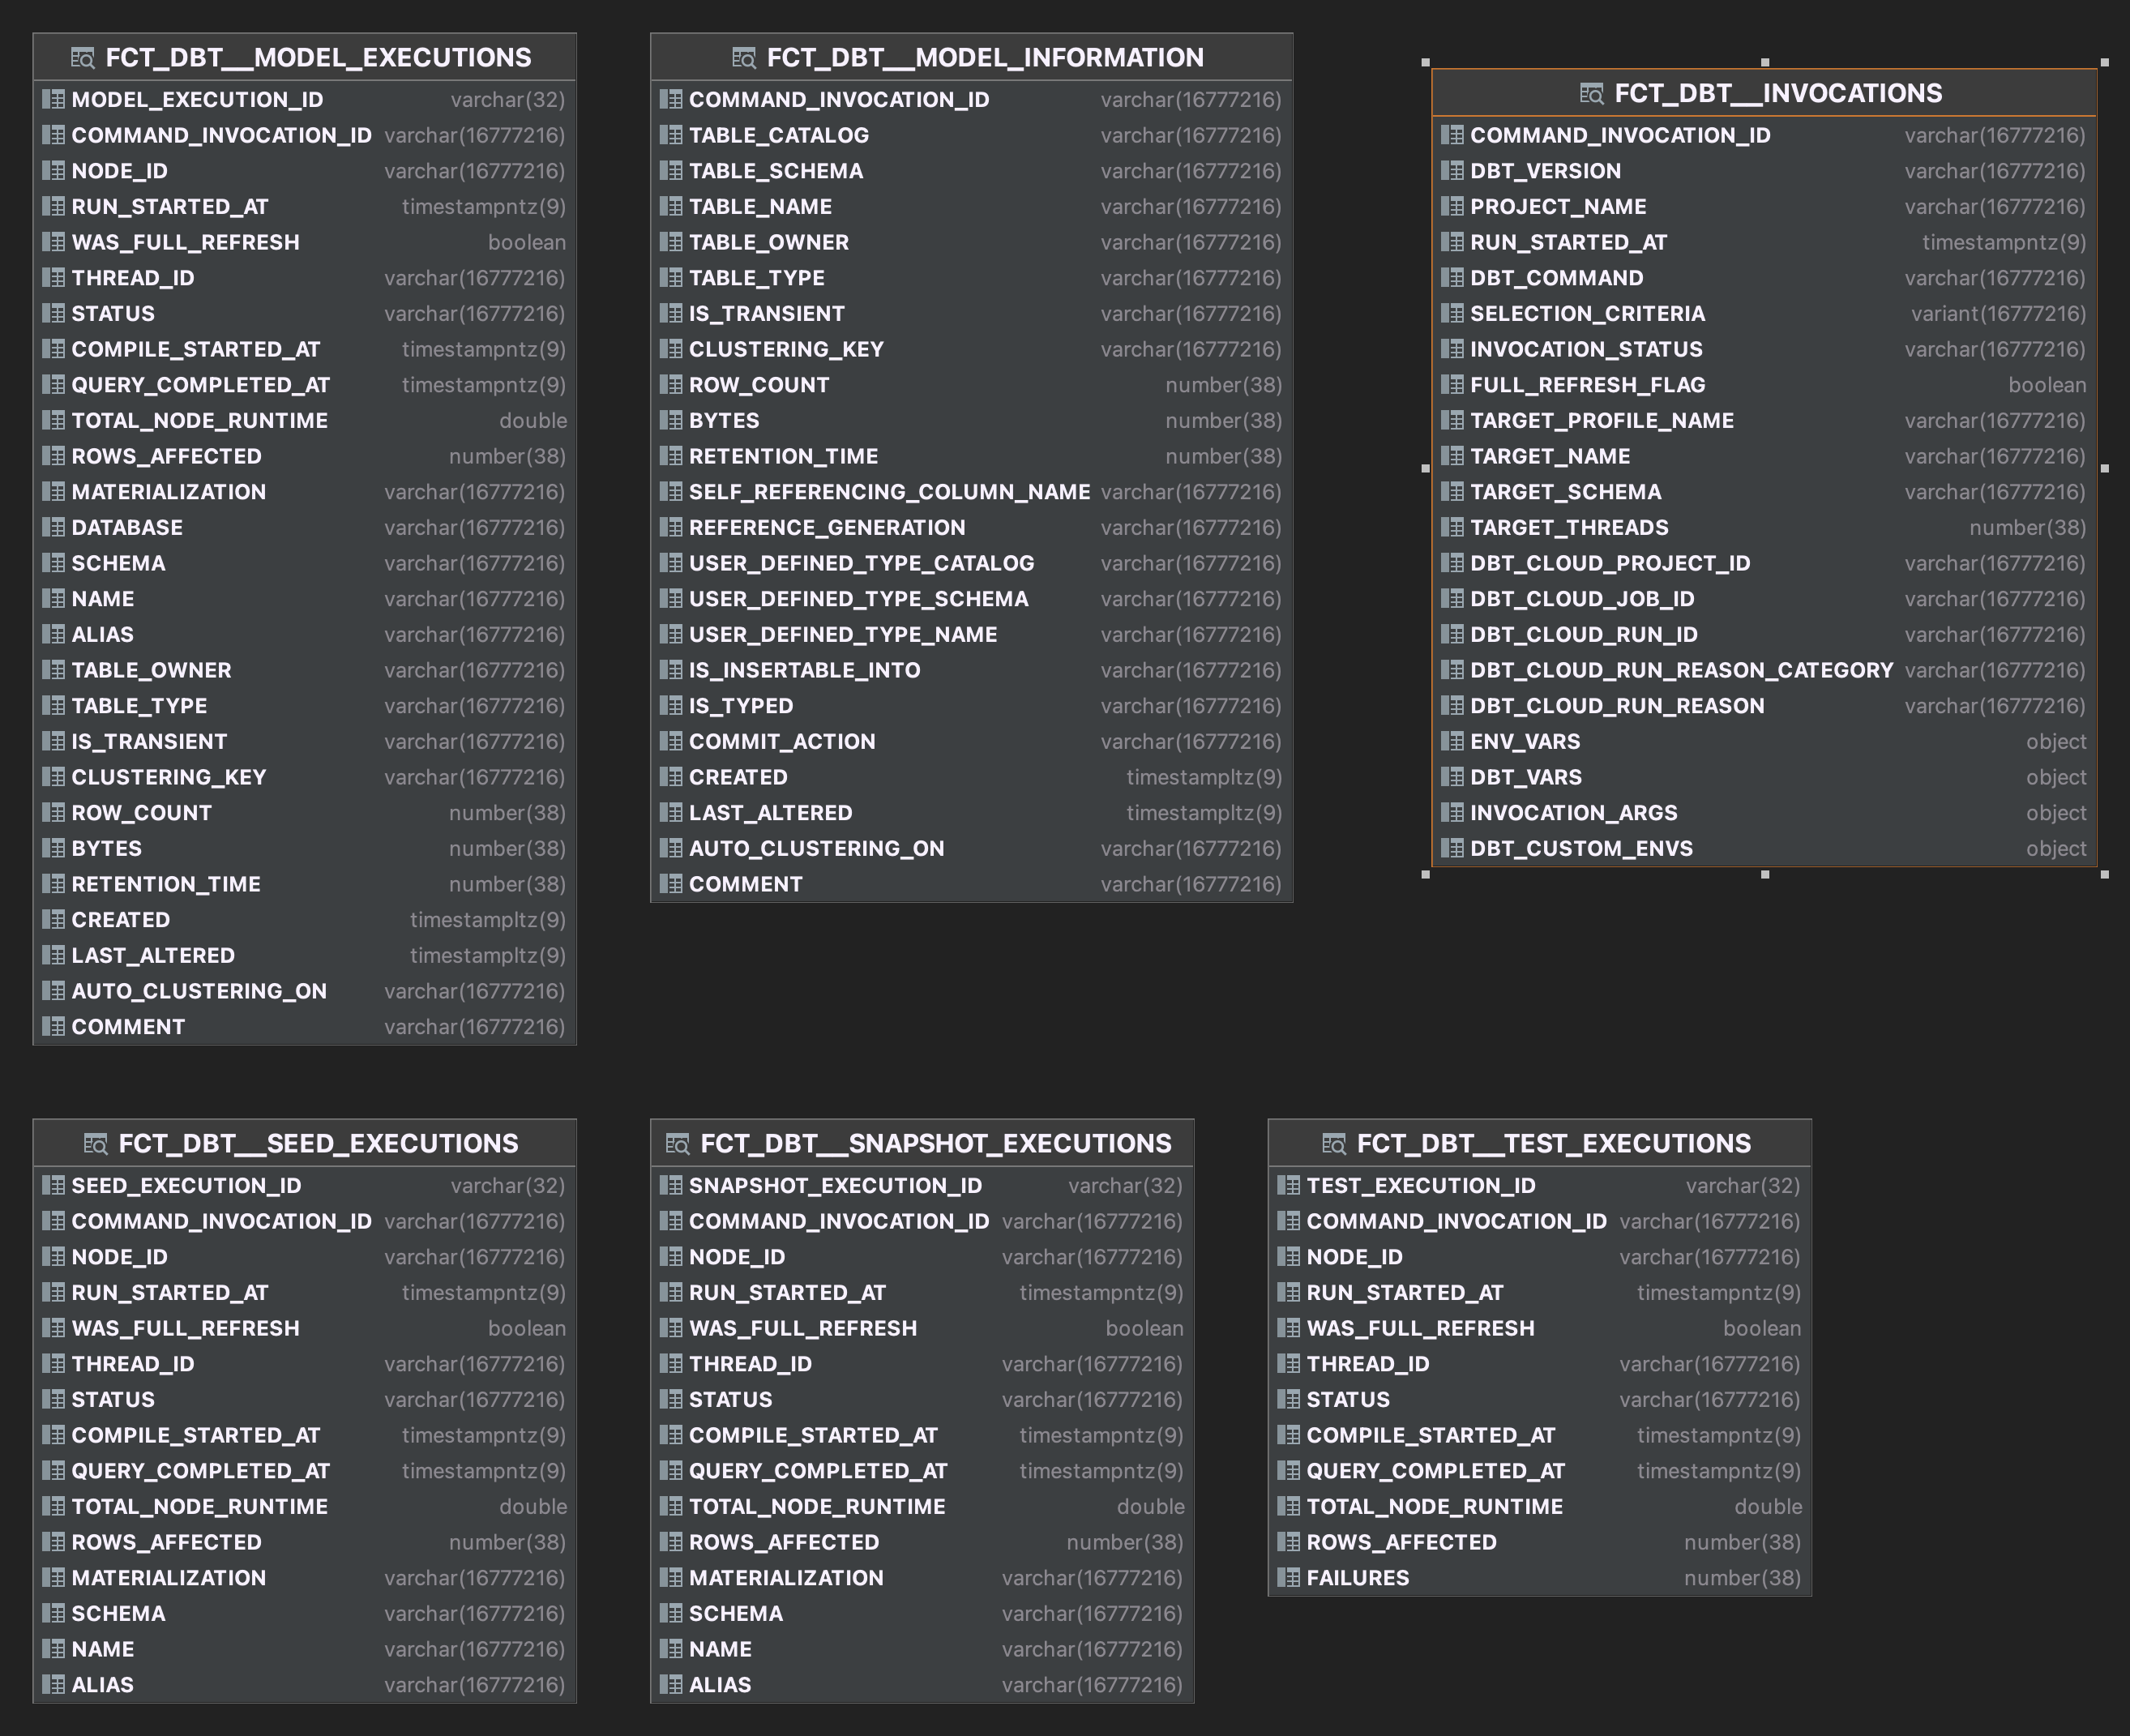 FCT_DBT__MODEL_EXECUTIONS
MODEL_EXECUTION_ID varchar(32)
COMMAND_INVOCATION_ID varchar(16777216)
NODE_ID varchar(16777216)
RUN_STARTED_AT timestampntz(9)
WAS_FULL_REFRESH boolean
THREAD_ID varchar(16777216)
STATUS varchar(16777216)
COMPILE_STARTED_AT timestampntz(9)
QUERY_COMPLETED_AT timestampntz(9)
TOTAL_NODE_RUNTIME double
ROWS_AFFECTED number(38)
MATERIALIZATION varchar(16777216)
DATABASE varchar(16777216)
SCHEMA varchar(16777216)
NAME varchar(16777216)
ALIAS varchar(16777216)
TABLE_OWNER varchar(16777216)
TABLE_TYPE varchar(16777216)
IS_TRANSIENT varchar(16777216)
CLUSTERING_KEY varchar(16777216)
ROW_COUNT number(38)
BYTES number(38)
RETENTION_TIME number(38)
CREATED timestampltz(9)
LAST_ALTERED timestampltz(9)
AUTO_CLUSTERING_ON varchar(16777216)
COMMENT varchar(16777216)
FCT_DBT__MODEL_INFORMATION
COMMAND_INVOCATION_ID varchar(16777216)
TABLE_CATALOG varchar(16777216)
TABLE_SCHEMA varchar(16777216)
TABLE_NAME varchar(16777216)
TABLE_OWNER varchar(16777216)
TABLE_TYPE varchar(16777216)
IS_TRANSIENT varchar(16777216)
CLUSTERING_KEY varchar(16777216)
ROW_COUNT number(38)
BYTES number(38)
RETENTION_TIME number(38)
SELF_REFERENCING_COLUMN_NAME varchar(16777216)
REFERENCE_GENERATION varchar(16777216)
USER_DEFINED_TYPE_CATALOG varchar(16777216)
USER_DEFINED_TYPE_SCHEMA varchar(16777216)
USER_DEFINED_TYPE_NAME varchar(16777216)
IS_INSERTABLE_INTO varchar(16777216)
IS_TYPED varchar(16777216)
COMMIT_ACTION varchar(16777216)
CREATED timestampltz(9)
LAST_ALTERED timestampltz(9)
AUTO_CLUSTERING_ON varchar(16777216)
COMMENT varchar(16777216)
FCT_DBT__INVOCATIONS
COMMAND_INVOCATION_ID varchar(16777216)
DBT_VERSION varchar(16777216)
PROJECT_NAME varchar(16777216)
RUN_STARTED_AT timestampntz(9)
DBT_COMMAND varchar(16777216)
SELECTION_CRITERIA variant(16777216)
INVOCATION_STATUS varchar(16777216)
FULL_REFRESH_FLAG boolean
TARGET_PROFILE_NAME varchar(16777216)
TARGET_NAME varchar(16777216)
TARGET_SCHEMA varchar(16777216)
TARGET_THREADS number(38)
DBT_CLOUD_PROJECT_ID varchar(16777216)
DBT_CLOUD_JOB_ID varchar(16777216)
DBT_CLOUD_RUN_ID varchar(16777216)
DBT_CLOUD_RUN_REASON_CATEGORY varchar(16777216)
DBT_CLOUD_RUN_REASON varchar(16777216)
ENV_VARS object
DBT_VARS object
INVOCATION_ARGS object
DBT_CUSTOM_ENVS object
FCT_DBT__SEED_EXECUTIONS
SEED_EXECUTION_ID varchar(32)
COMMAND_INVOCATION_ID varchar(16777216)
NODE_ID varchar(16777216)
RUN_STARTED_AT timestampntz(9)
WAS_FULL_REFRESH boolean
THREAD_ID varchar(16777216)
STATUS varchar(16777216)
COMPILE_STARTED_AT timestampntz(9)
QUERY_COMPLETED_AT timestampntz(9)
TOTAL_NODE_RUNTIME double
ROWS_AFFECTED number(38)
MATERIALIZATION varchar(16777216)
SCHEMA varchar(16777216)
NAME varchar(16777216)
ALIAS varchar(16777216)
FCT_DBT__SNAPSHOT_EXECUTIONS
SNAPSHOT_EXECUTION_ID varchar(32)
COMMAND_INVOCATION_ID varchar(16777216)
NODE_ID varchar(16777216)
RUN_STARTED_AT timestampntz(9)
WAS_FULL_REFRESH boolean
THREAD_ID varchar(16777216)
STATUS varchar(16777216)
COMPILE_STARTED_AT timestampntz(9)
QUERY_COMPLETED_AT timestampntz(9)
TOTAL_NODE_RUNTIME double
ROWS_AFFECTED number(38)
MATERIALIZATION varchar(16777216)
SCHEMA varchar(16777216)
NAME varchar(16777216)
ALIAS varchar(16777216)
FCT_DBT__TEST_EXECUTIONS
TEST_EXECUTION_ID varchar(32)
COMMAND_INVOCATION_ID varchar(16777216)
NODE_ID varchar(16777216)
RUN_STARTED_AT timestampntz(9)
WAS_FULL_REFRESH boolean
THREAD_ID varchar(16777216)
STATUS varchar(16777216)
COMPILE_STARTED_AT timestampntz(9)
QUERY_COMPLETED_AT timestampntz(9)
TOTAL_NODE_RUNTIME double
ROWS_AFFECTED number(38)
FAILURES number(38)